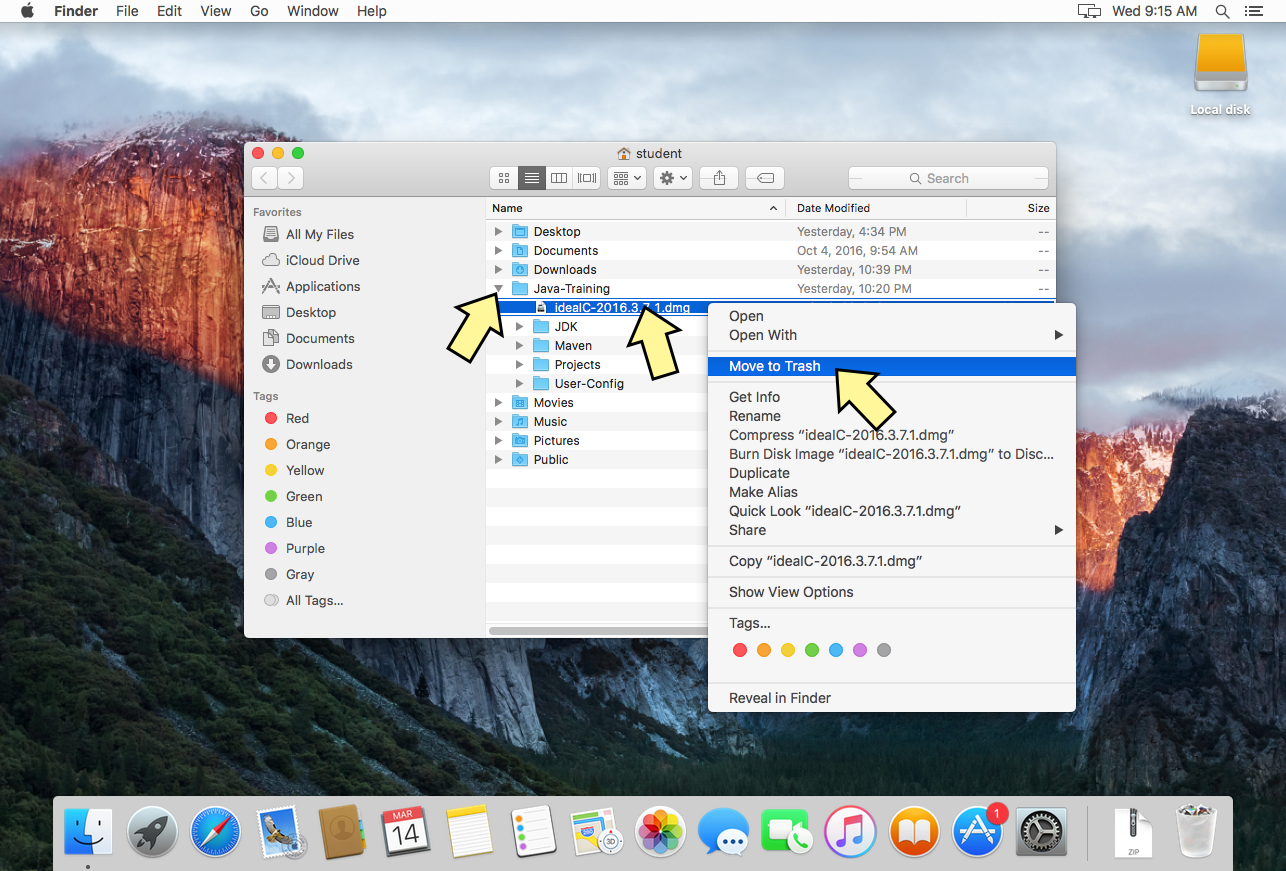 Finder File Edit View Go Window Help Wed 9:15 AM
Local disk
student
Search
Favorites
All My Files
iCloud Drive
Applications
Desktop
Documents
Downloads
Tags
Red
Orange
Yellow
Green
Blue
Purple
Gray
All Tags...
Name Date Modified Size
Desktop Yesterday, 4:34 PM --
Documents Oct 4, 2016, 9:54 AM --
Downloads Yesterday, 10:39 PM --
Java-Training Yesterday, 10:20 PM --
ideaIC-2016.3.7.1.dmg
JDK
Maven
Projects
User-Config
Movies
Music
Pictures
Public
Open
Open With
Move to Trash
Get Info
Rename
Compress “ideaIC-2016.3.7.1.dmg”
Burn Disk Image “ideaIC-2016.3.7.1.dmg” to Disc...
Duplicate
Make Alias
Quick Look “ideaIC-2016.3.7.1.dmg”
Share
Copy “ideaIC-2016.3.7.1.dmg”
Show View Options
Tags...
Reveal in Finder
MAR
14
3D
1
ZIP